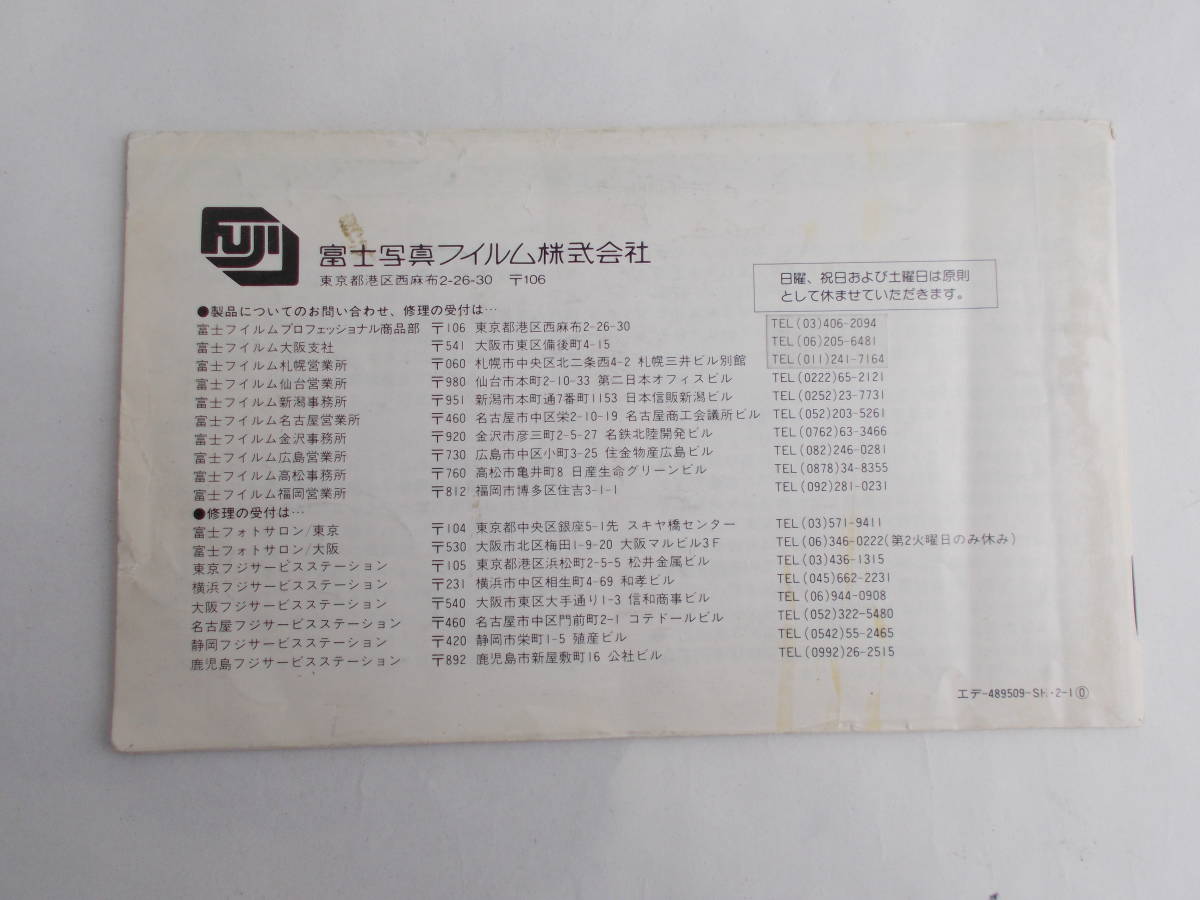 FUJI
富士写真フイルム株式会社
東京都港区西麻布2-26-30 〒106
日曜、祝日および土曜日は原則
として休ませていただきます。
●製品についてのお問い合わせ、修理の受付は…
富士フイルムプロフェッショナル商品部 〒106 東京都港区西麻布2-26-30 TEL(03)406-2094
富士フイルム大阪支社 〒541 大阪市東区備後町4-15 TEL(06)205-6481
富士フイルム札幌営業所 〒060 札幌市中央区北二条西4-2 札幌三井ビル別館 TEL(011)241-7164
富士フイルム仙台営業所 〒980 仙台市本町2-10-33 第二日本オフィスビル TEL(0222)65-2121
富士フイルム新潟事務所 〒951 新潟市本町通7番町1153 日本信販新潟ビル TEL(0252)23-7731
富士フイルム名古屋営業所 〒460 名古屋市中区栄2-10-19 名古屋商工会議所ビル TEL(052)203-5261
富士フイルム金沢事務所 〒920 金沢市彦三町2-5-27 名鉄北陸開発ビル TEL(0762)63-3466
富士フイルム広島営業所 〒730 広島市中区小町3-25 住金物産広島ビル TEL(082)246-0281
富士フイルム高松事務所 〒760 高松市亀井町8 日産生命グリーンビル TEL(0878)34-8355
富士フイルム福岡営業所 〒812 福岡市博多区住吉3-1-1 TEL(092)281-0231
●修理の受付は…
富士フォトサロン/東京 〒104 東京都中央区銀座5-1先 スキヤ橋センター TEL(03)571-9411
富士フォトサロン/大阪 〒530 大阪市北区梅田1-9-20 大阪マルビル3F TEL(06)346-0222(第2火曜日のみ休み)
東京フジサービスステーション 〒105 東京都港区浜松町2-5-5 松井金属ビル TEL(03)436-1315
横浜フジサービスステーション 〒231 横浜市中区相生町4-69 和孝ビル TEL(045)662-2231
大阪フジサービスステーション 〒540 大阪市東区大手通り1-3 信和商事ビル TEL(06)944-0908
名古屋フジサービスステーション 〒460 名古屋市中区門前町2-1 コテドールビル TEL(052)322-5480
静岡フジサービスステーション 〒420 静岡市栄町1-5 殖産ビル TEL(0542)55-2465
鹿児島フジサービスステーション 〒892 鹿児島市新屋敷町16 公社ビル TEL(0992)26-2515
エデ-489509-SH・2-1⓪